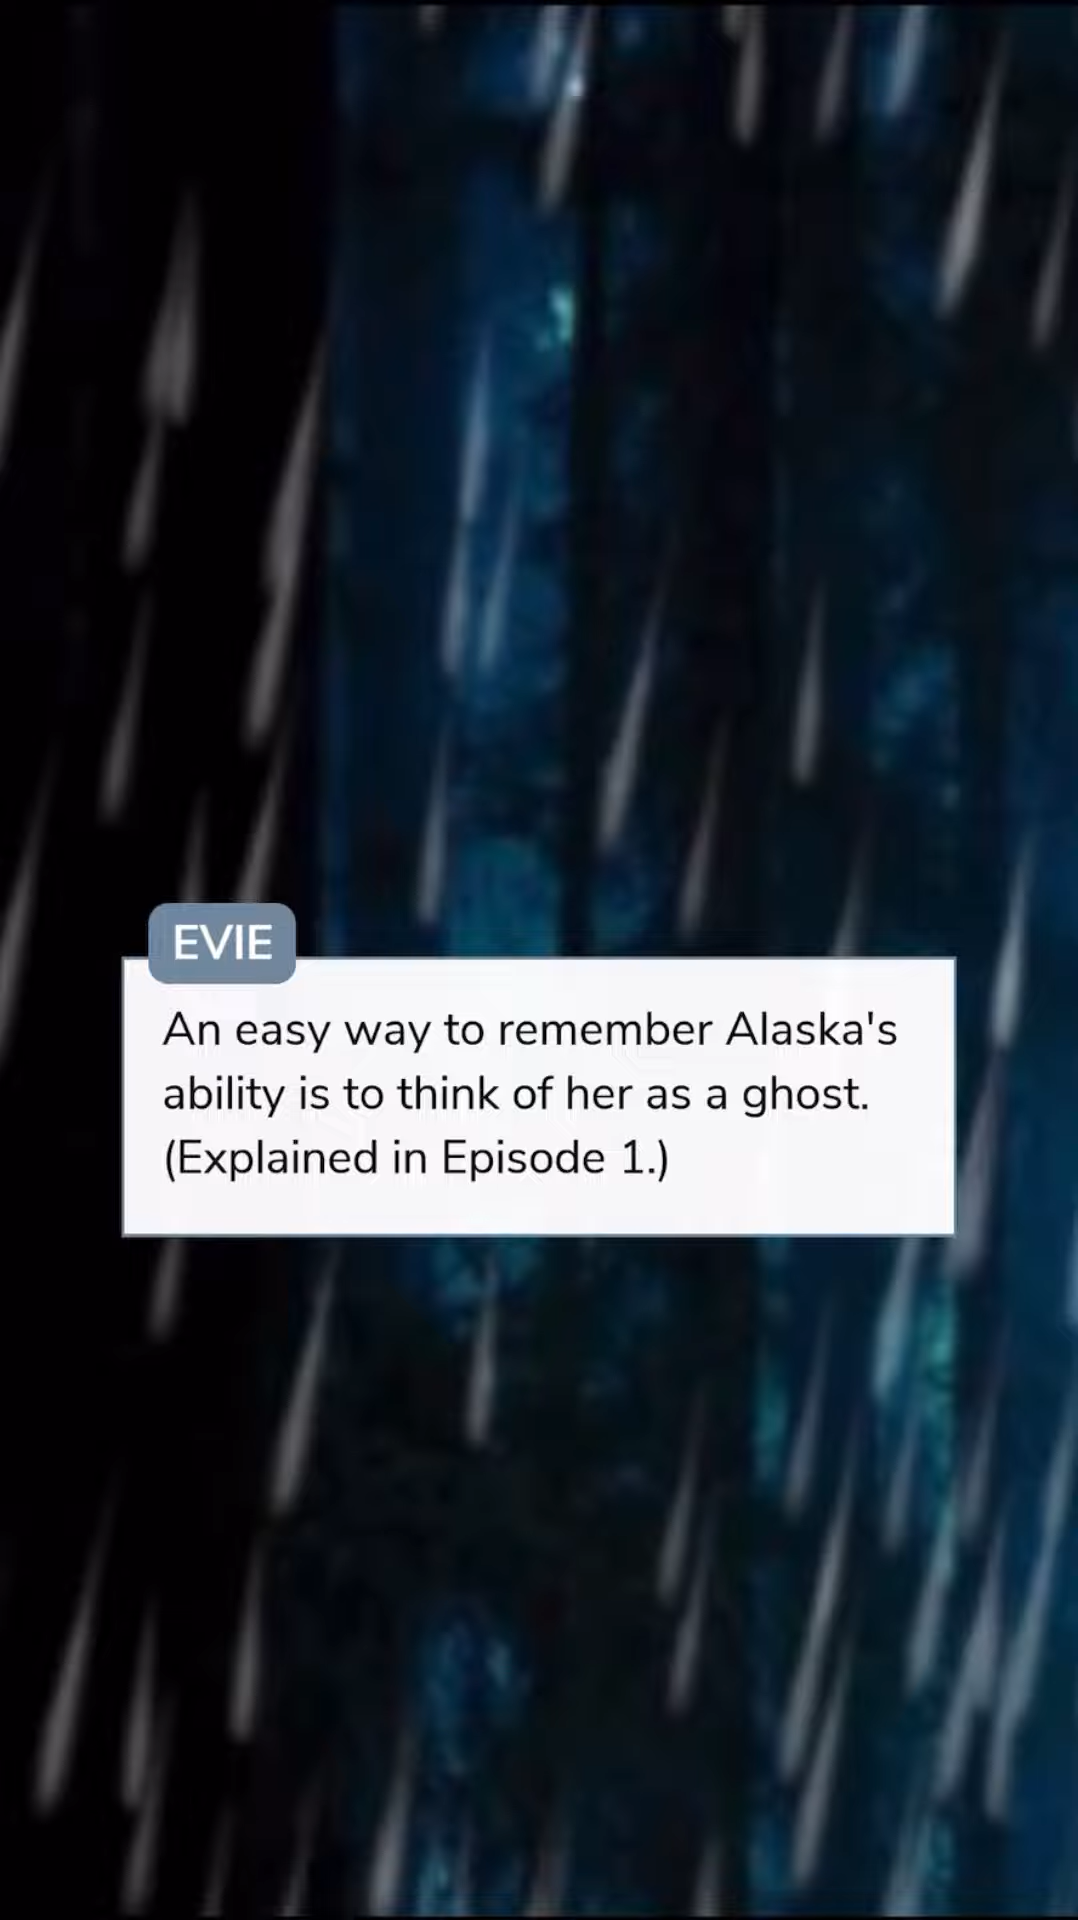 EVIE
An easy way to remember Alaska's
ability is to think of her as a ghost.
(Explained in Episode 1.)